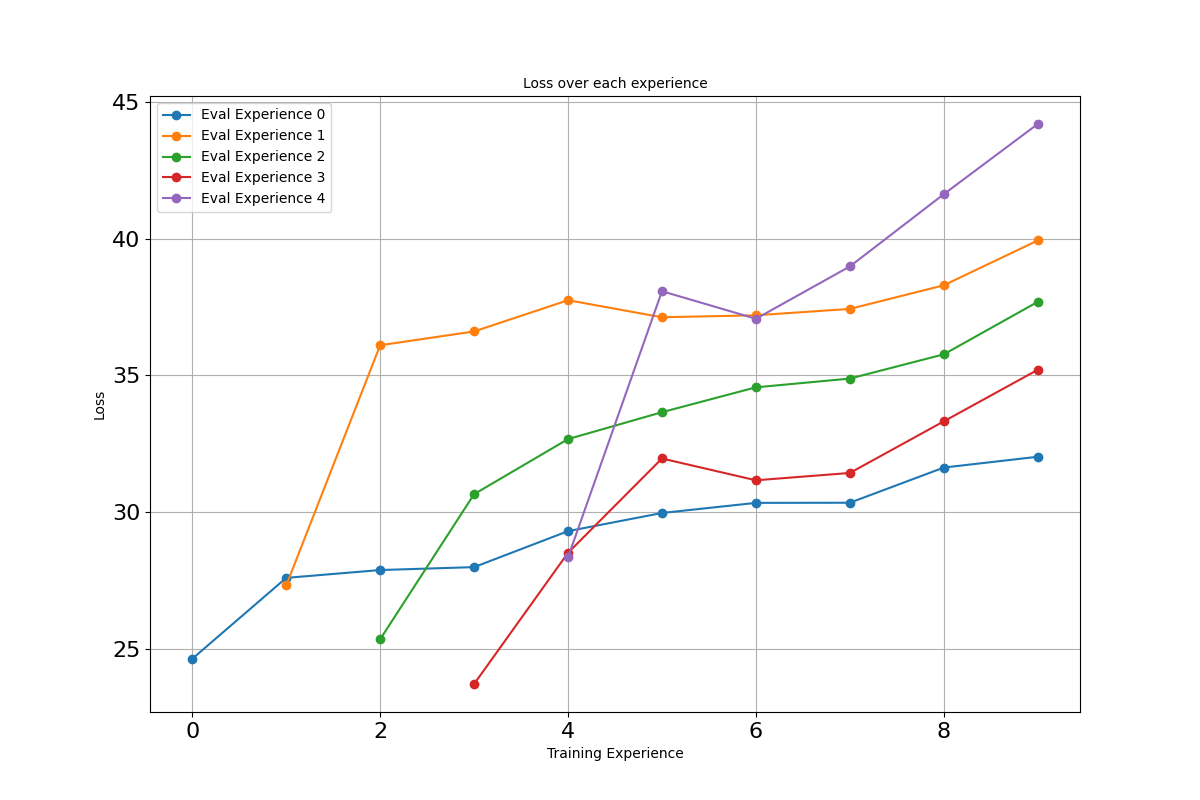 Loss over each experience
Eval Experience 0
Eval Experience 1
Eval Experience 2
Eval Experience 3
Eval Experience 4
45
40
35
30
25
Loss
0 2 4 6 8
Training Experience